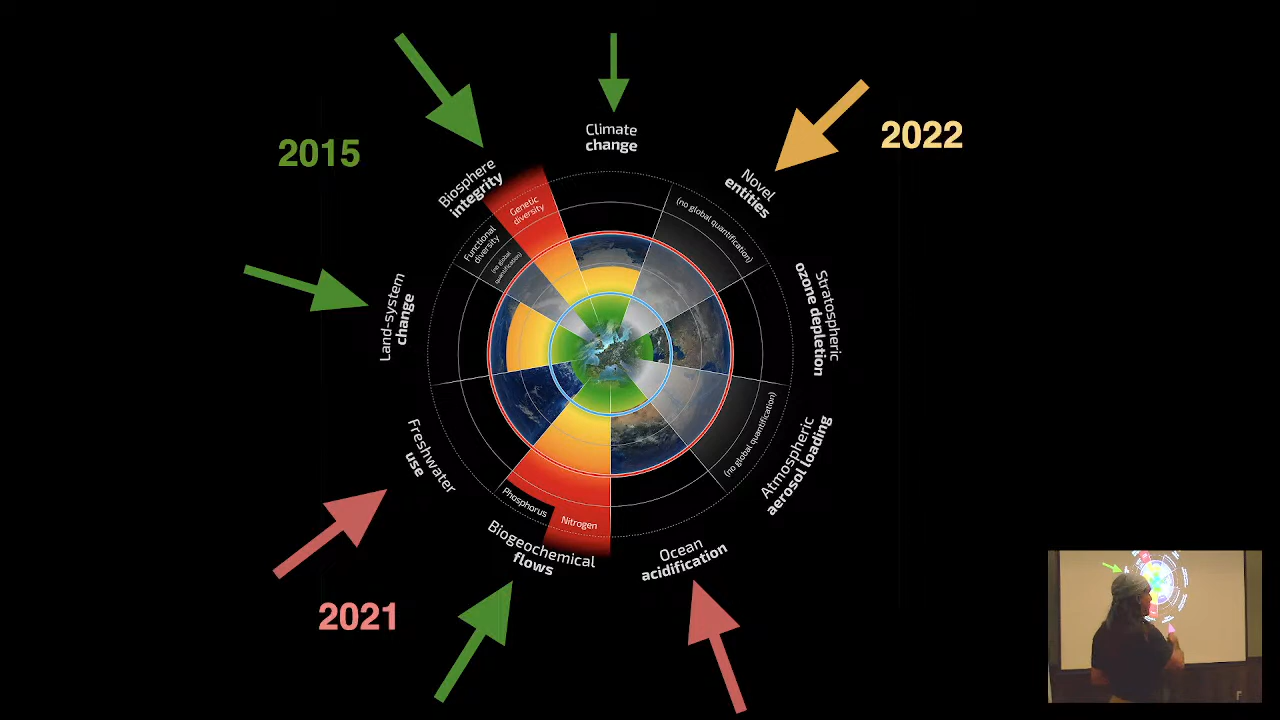 Climate
change
2015
2022
Biosphere
integrity
Novel
entities
Genetic
diversity
(no global quantification)
Functional
diversity
(no global
quantification)
Land-system
change
Stratospheric
ozone depletion
Freshwater
use
(no global quantification)
Atmospheric
aerosol loading
Phosphorus
Nitrogen
Biogeochemical
flows
Ocean
acidification
2021